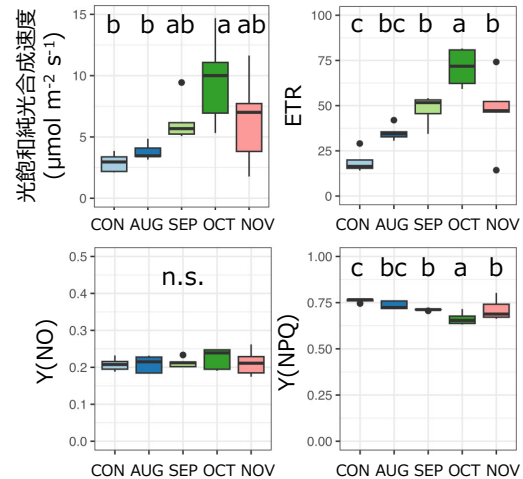 光飽和純光合成速度
(μmol m⁻² s⁻¹)
15
10
5
0
b b ab a ab
CON AUG SEP OCT NOV
ETR
100
75
50
25
0
c bc b a b
CON AUG SEP OCT NOV
Y(NO)
0.5
0.4
0.3
0.2
0.1
0.0
n.s.
CON AUG SEP OCT NOV
Y(NPQ)
1.00
0.75
0.50
0.25
0.00
c bc b a b
CON AUG SEP OCT NOV